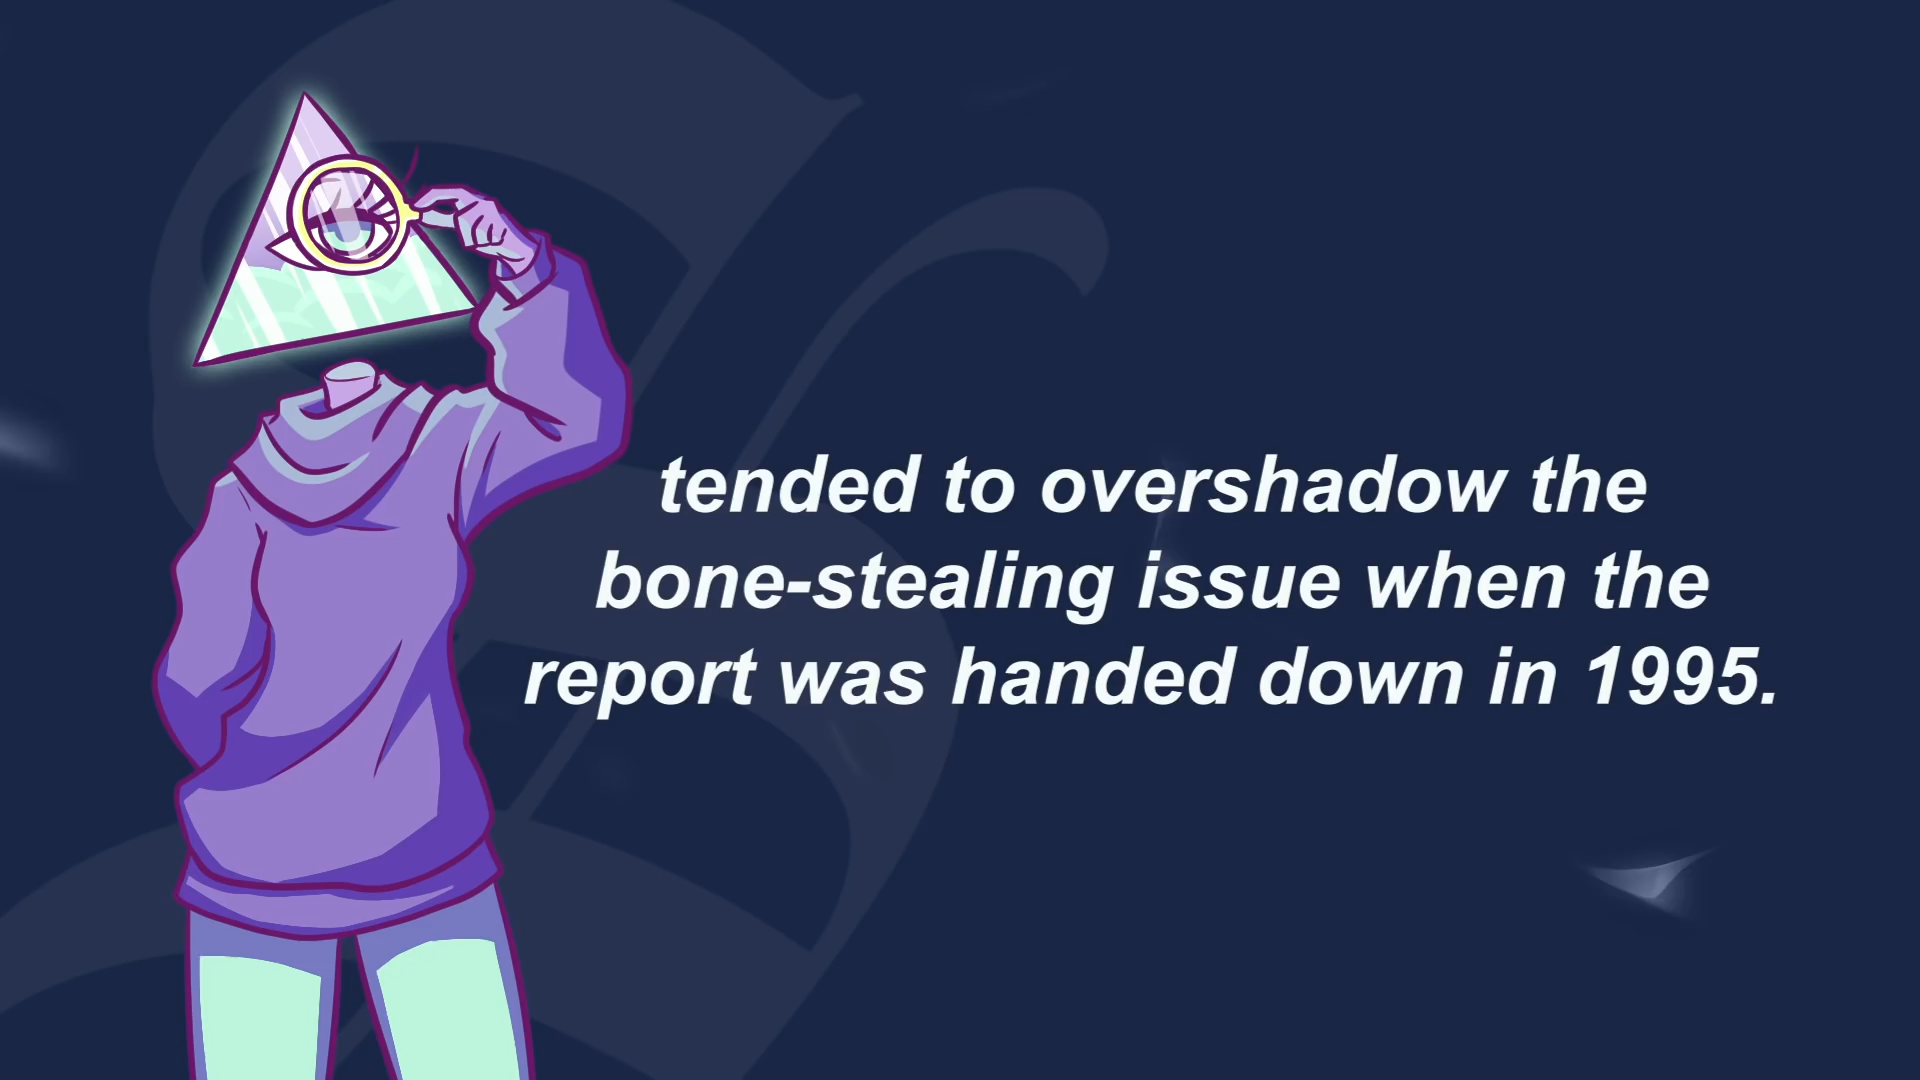 tended to overshadow the
bone-stealing issue when the
report was handed down in 1995.